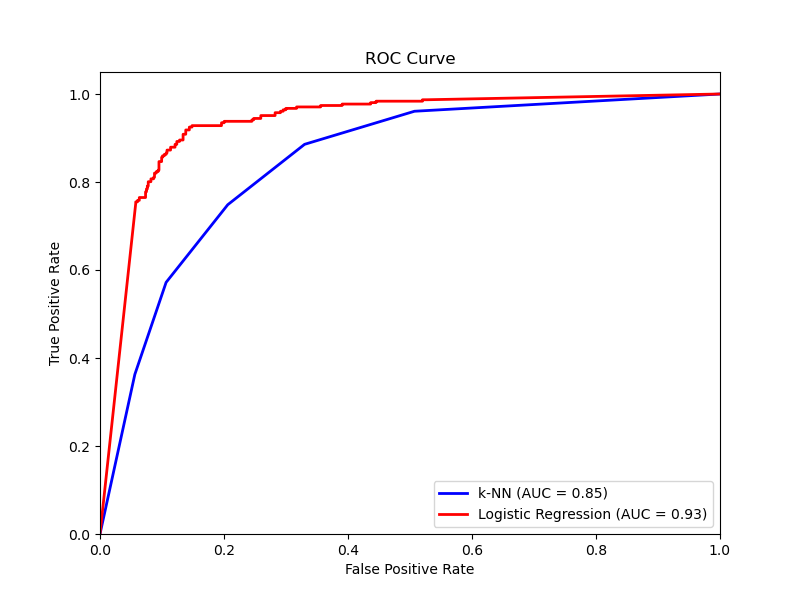 ROC Curve
1.0
0.8
0.6
0.4
0.2
0.0
True Positive Rate
0.0 0.2 0.4 0.6 0.8 1.0
False Positive Rate
k-NN (AUC = 0.85)
Logistic Regression (AUC = 0.93)